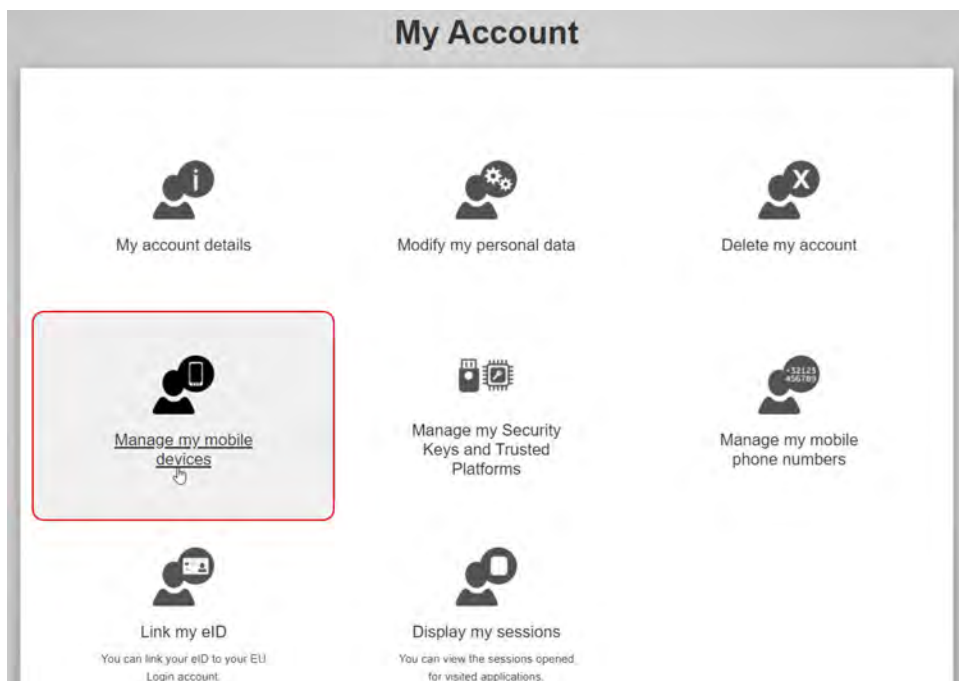 My Account
i
X
My account details
Modify my personal data
Delete my account
+32123
456789
Manage my mobile
devices
Manage my Security
Keys and Trusted
Platforms
Manage my mobile
phone numbers
Link my eID
Display my sessions
You can link your eID to your EU
Login account.
You can view the sessions opened
for visited applications.